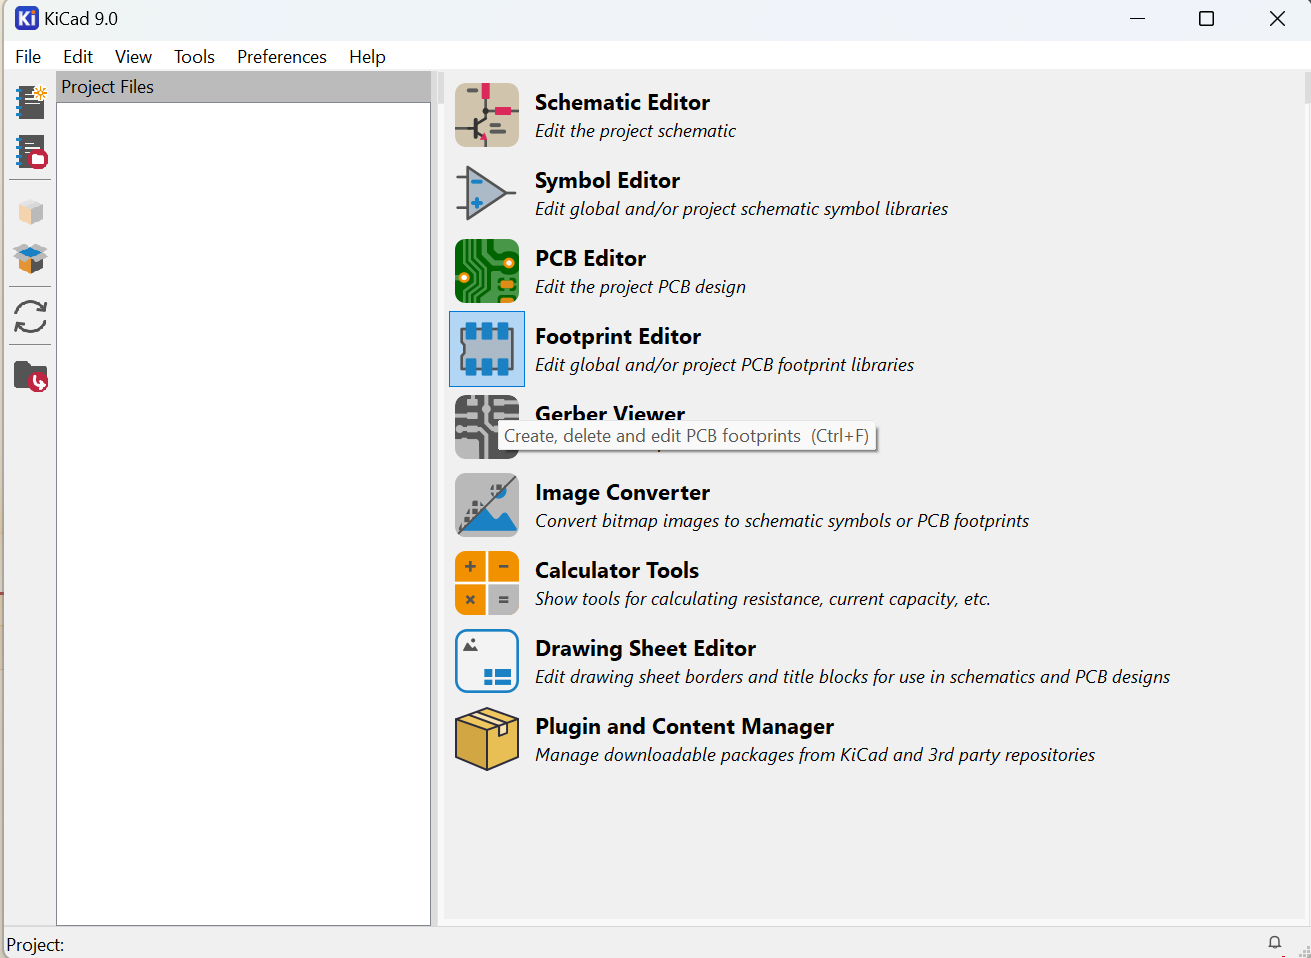 Ki KiCad 9.0
File Edit View Tools Preferences Help
Project Files
Schematic Editor
Edit the project schematic
Symbol Editor
Edit global and/or project schematic symbol libraries
PCB Editor
Edit the project PCB design
Footprint Editor
Edit global and/or project PCB footprint libraries
Gerber Viewer
Create, delete and edit PCB footprints (Ctrl+F)
Image Converter
Convert bitmap images to schematic symbols or PCB footprints
Calculator Tools
Show tools for calculating resistance, current capacity, etc.
Drawing Sheet Editor
Edit drawing sheet borders and title blocks for use in schematics and PCB designs
Plugin and Content Manager
Manage downloadable packages from KiCad and 3rd party repositories
Project: